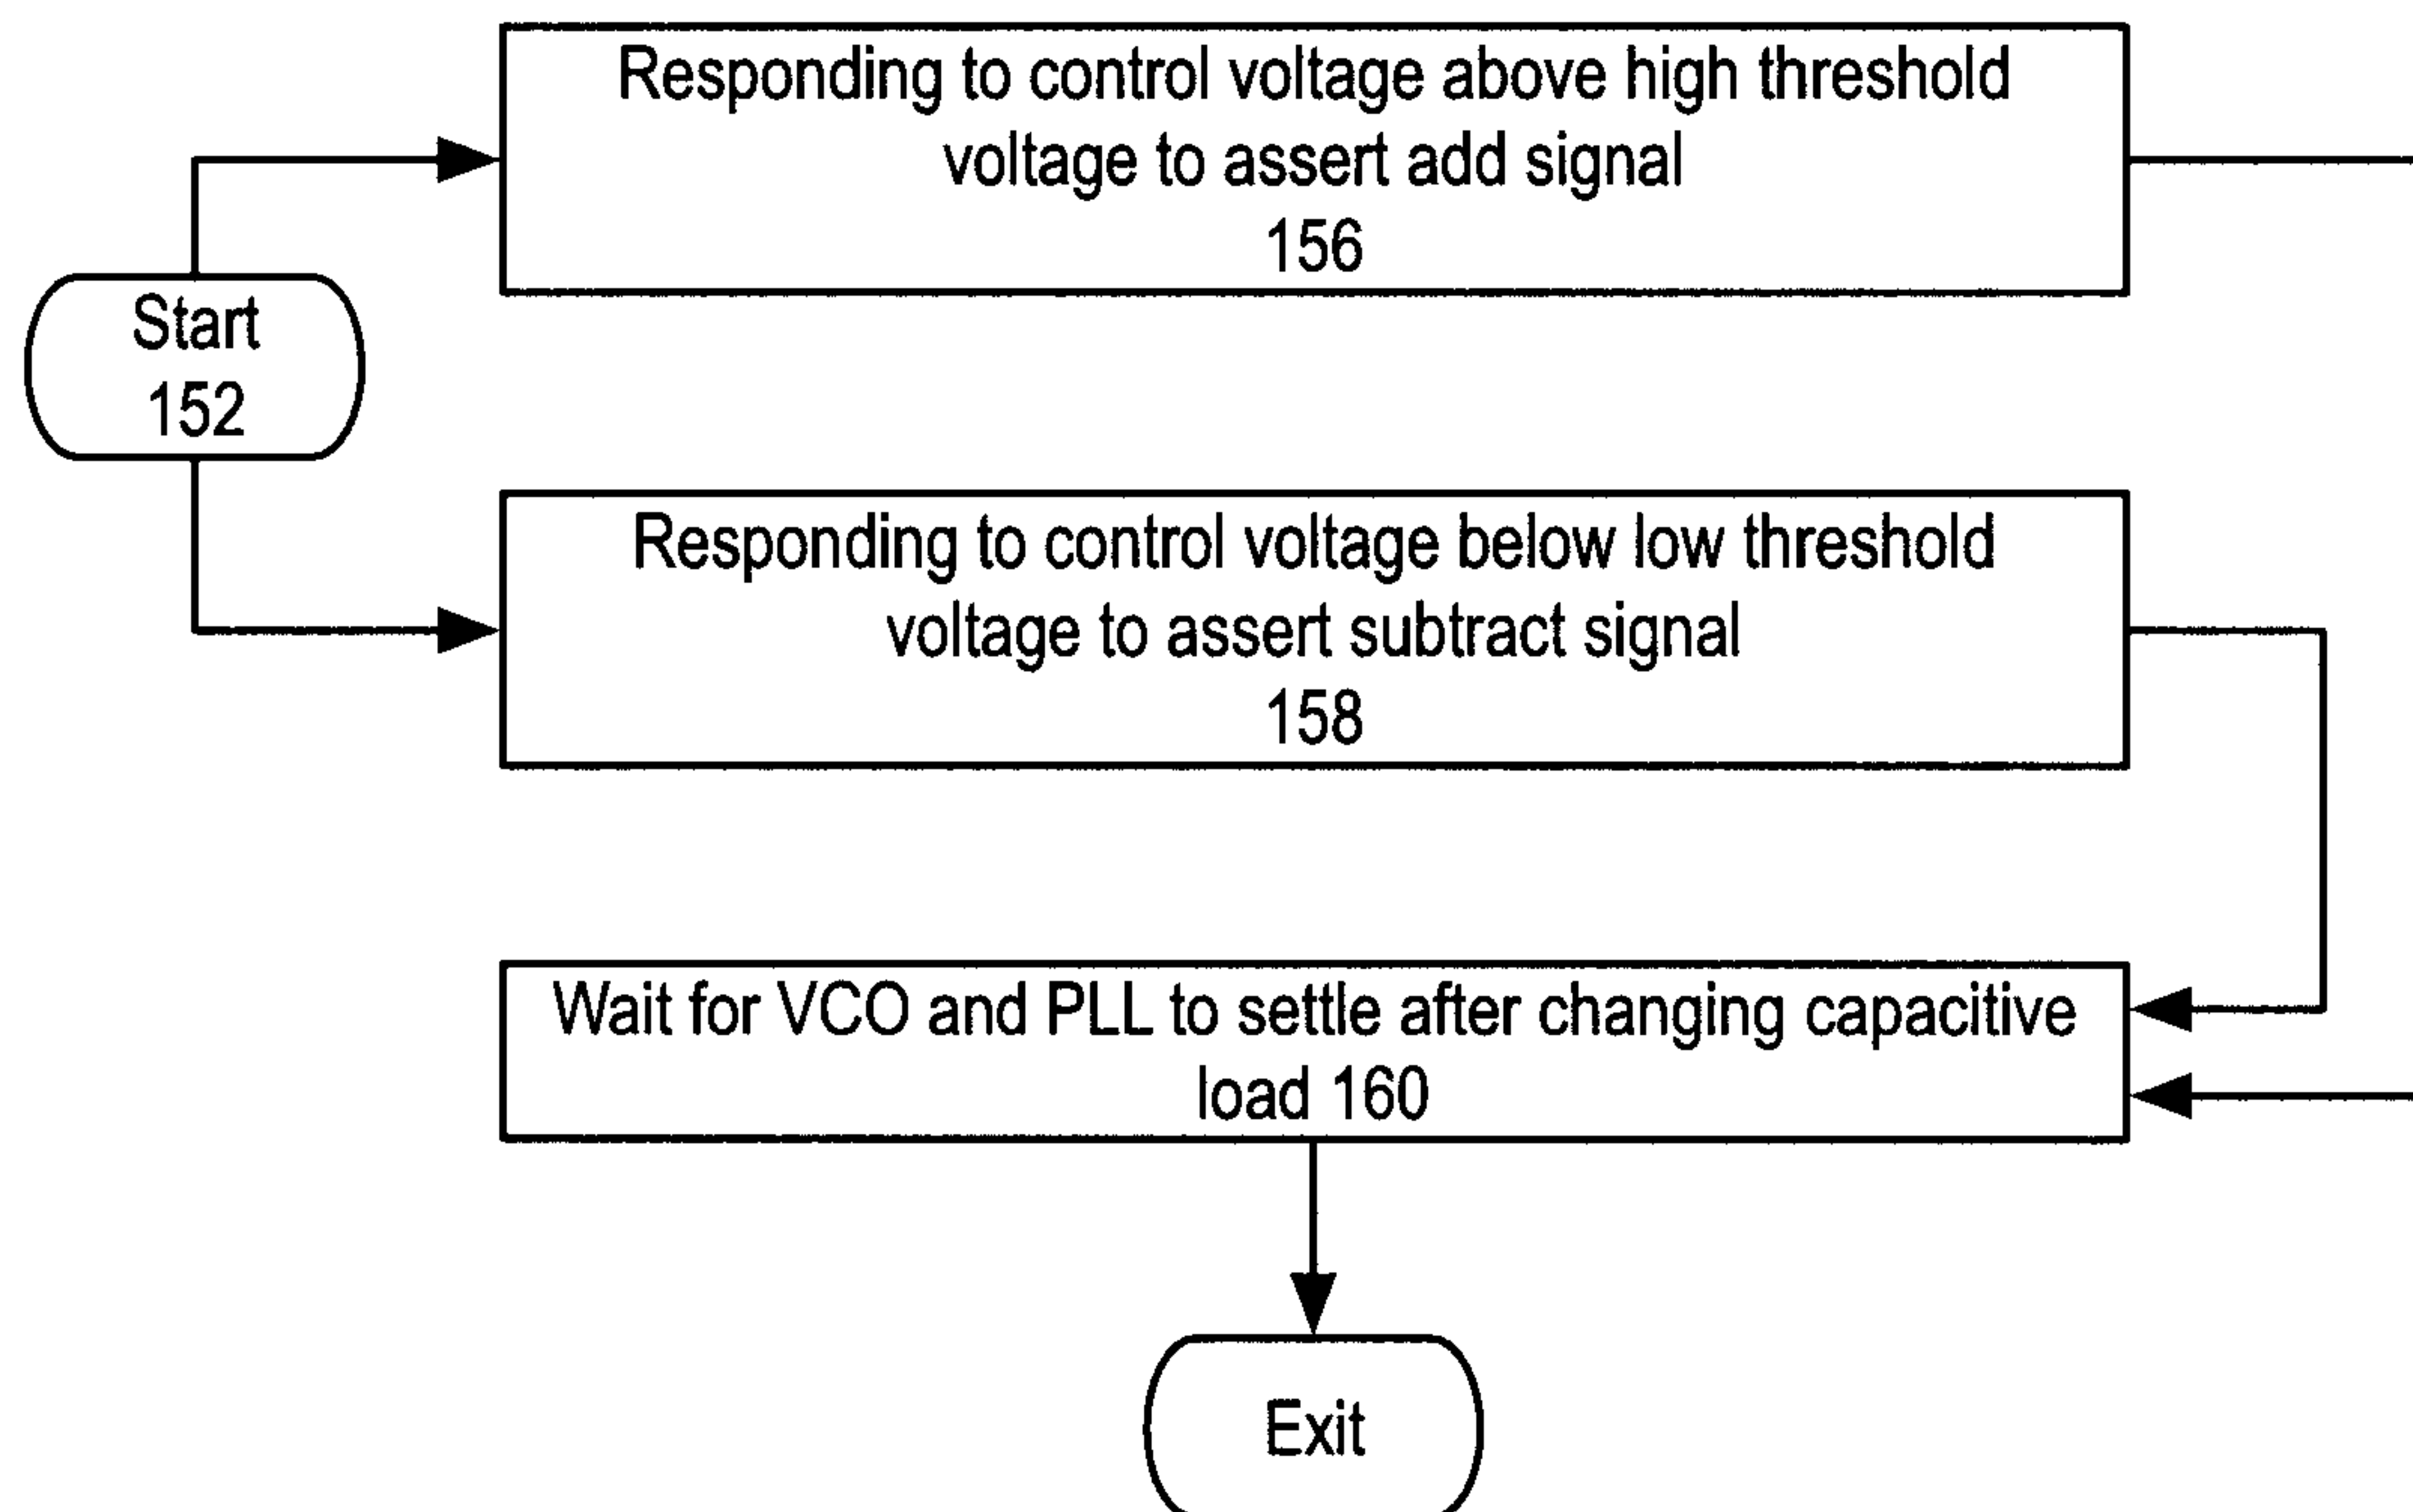 Responding to control voltage above high threshold
voltage to assert add signal
156
Start
152
Responding to control voltage below low threshold
voltage to assert subtract signal
158
Wait for VCO and PLL to settle after changing capacitive
load 160
Exit